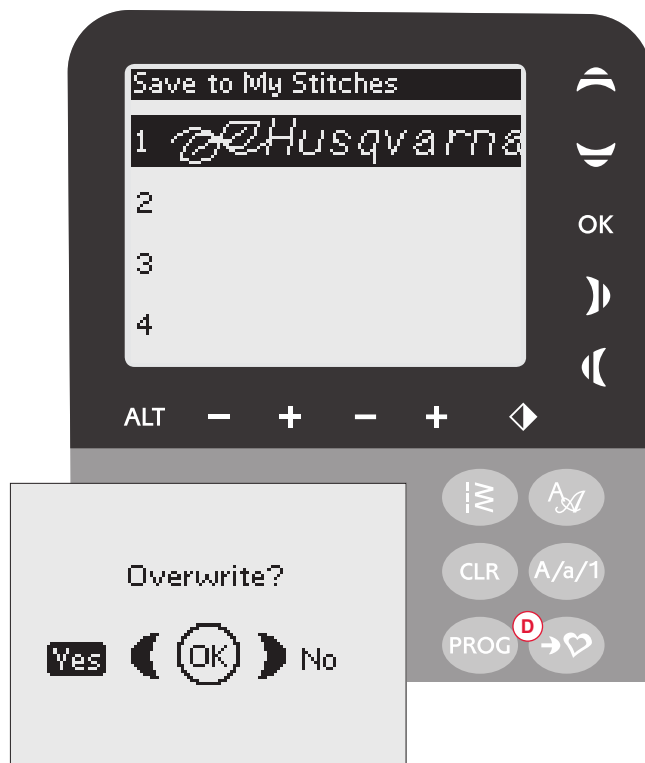 Save to My Stitches
1 Husqvarna
2
3
4
OK
ALT − + − +
A
CLR A/a/1
D
PROG
Overwrite?
Yes OK No